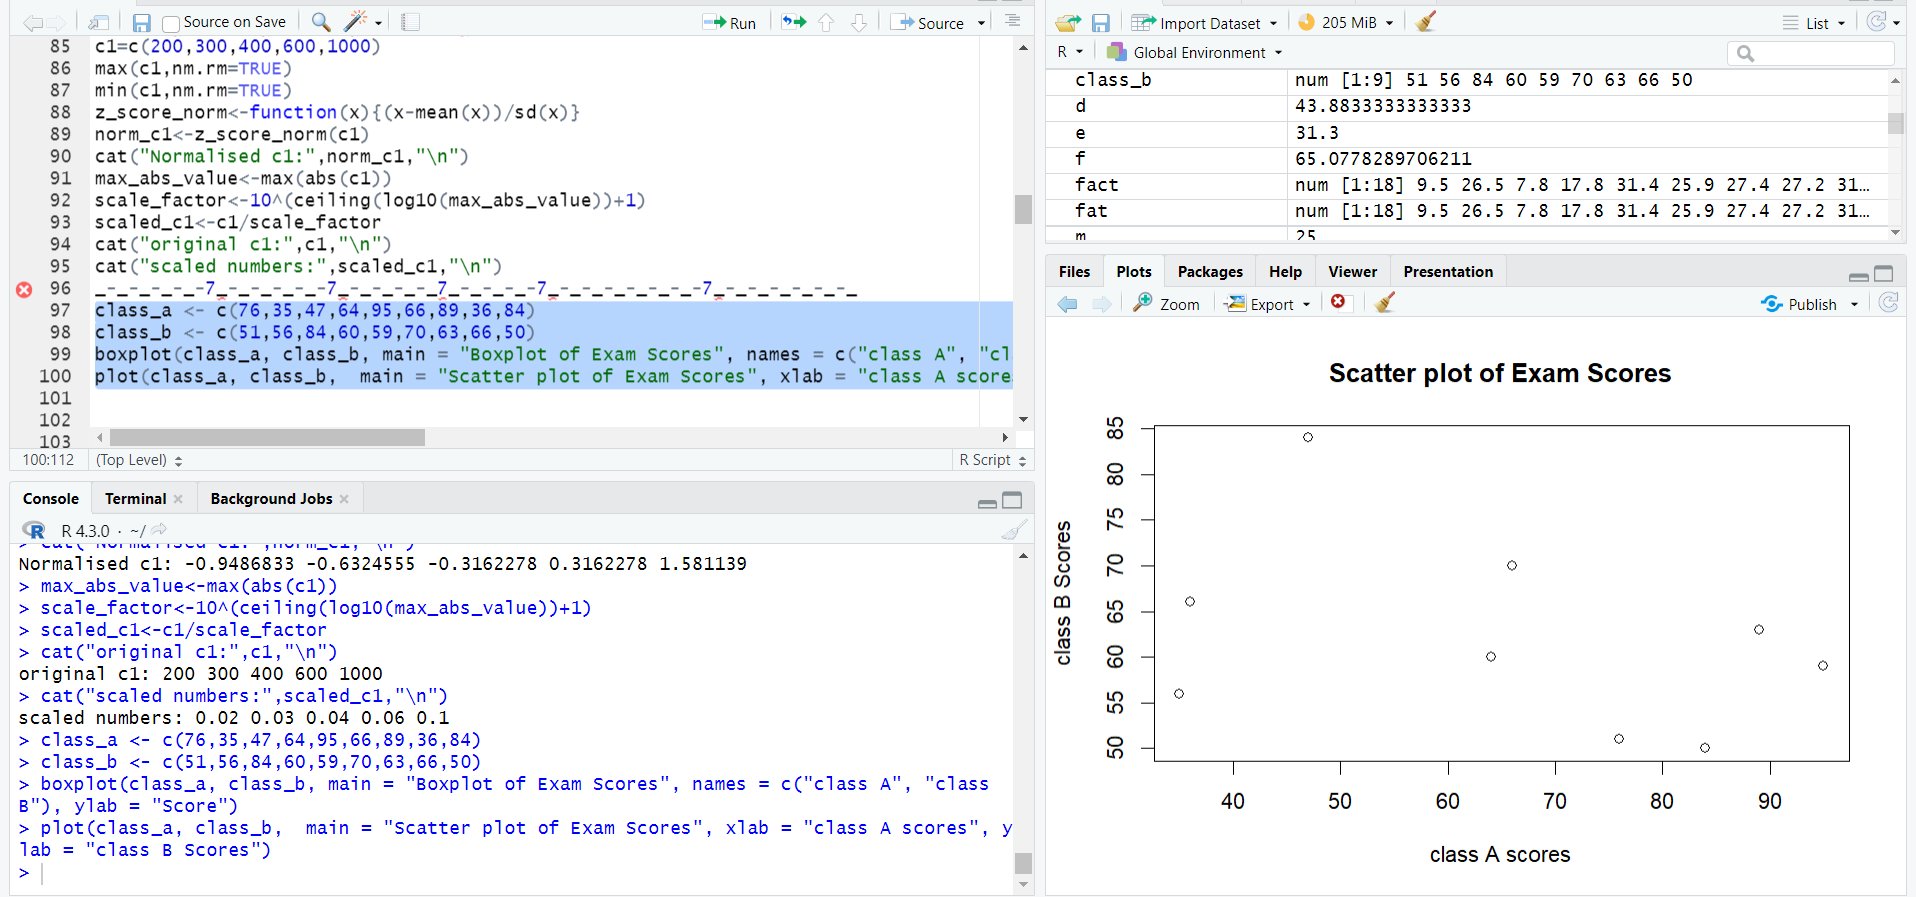 Source on Save
Run
Source
85 c1=c(200,300,400,600,1000)
86 max(c1,nm.rm=TRUE)
87 min(c1,nm.rm=TRUE)
88 z_score_norm<-function(x){(x-mean(x))/sd(x)}
89 norm_c1<-z_score_norm(c1)
90 cat("Normalised c1:",norm_c1,"\n")
91 max_abs_value<-max(abs(c1))
92 scale_factor<-10^(ceiling(log10(max_abs_value))+1)
93 scaled_c1<-c1/scale_factor
94 cat("original c1:",c1,"\n")
95 cat("scaled numbers:",scaled_c1,"\n")
96 _-_-_-_-_-7_-_-_-_-_-7_-_-_-_-_7_-_-_-_-7_-_-_-_-_-_-_-7_-_-_-_-_-_-_
97 class_a <- c(76,35,47,64,95,66,89,36,84)
98 class_b <- c(51,56,84,60,59,70,63,66,50)
99 boxplot(class_a, class_b, main = "Boxplot of Exam Scores", names = c("class A", "cl
100 plot(class_a, class_b,  main = "Scatter plot of Exam Scores", xlab = "class A score
101
102
103
100:112 (Top Level) R Script
Console Terminal Background Jobs
R 4.3.0 · ~/
> cat("Normalised c1:",norm_c1,"\n")
Normalised c1: -0.9486833 -0.6324555 -0.3162278 0.3162278 1.581139
> max_abs_value<-max(abs(c1))
> scale_factor<-10^(ceiling(log10(max_abs_value))+1)
> scaled_c1<-c1/scale_factor
> cat("original c1:",c1,"\n")
original c1: 200 300 400 600 1000
> cat("scaled numbers:",scaled_c1,"\n")
scaled numbers: 0.02 0.03 0.04 0.06 0.1
> class_a <- c(76,35,47,64,95,66,89,36,84)
> class_b <- c(51,56,84,60,59,70,63,66,50)
> boxplot(class_a, class_b, main = "Boxplot of Exam Scores", names = c("class A", "class
B"), ylab = "Score")
> plot(class_a, class_b,  main = "Scatter plot of Exam Scores", xlab = "class A scores", y
lab = "class B Scores")
>
Import Dataset 205 MiB List
R Global Environment
class_b num [1:9] 51 56 84 60 59 70 63 66 50
d 43.8833333333333
e 31.3
f 65.0778289706211
fact num [1:18] 9.5 26.5 7.8 17.8 31.4 25.9 27.4 27.2 31…
fat num [1:18] 9.5 26.5 7.8 17.8 31.4 25.9 27.4 27.2 31…
m 25
Files Plots Packages Help Viewer Presentation
Zoom Export Publish
Scatter plot of Exam Scores
85
80
75
70
65
60
55
50
class B Scores
40 50 60 70 80 90
class A scores